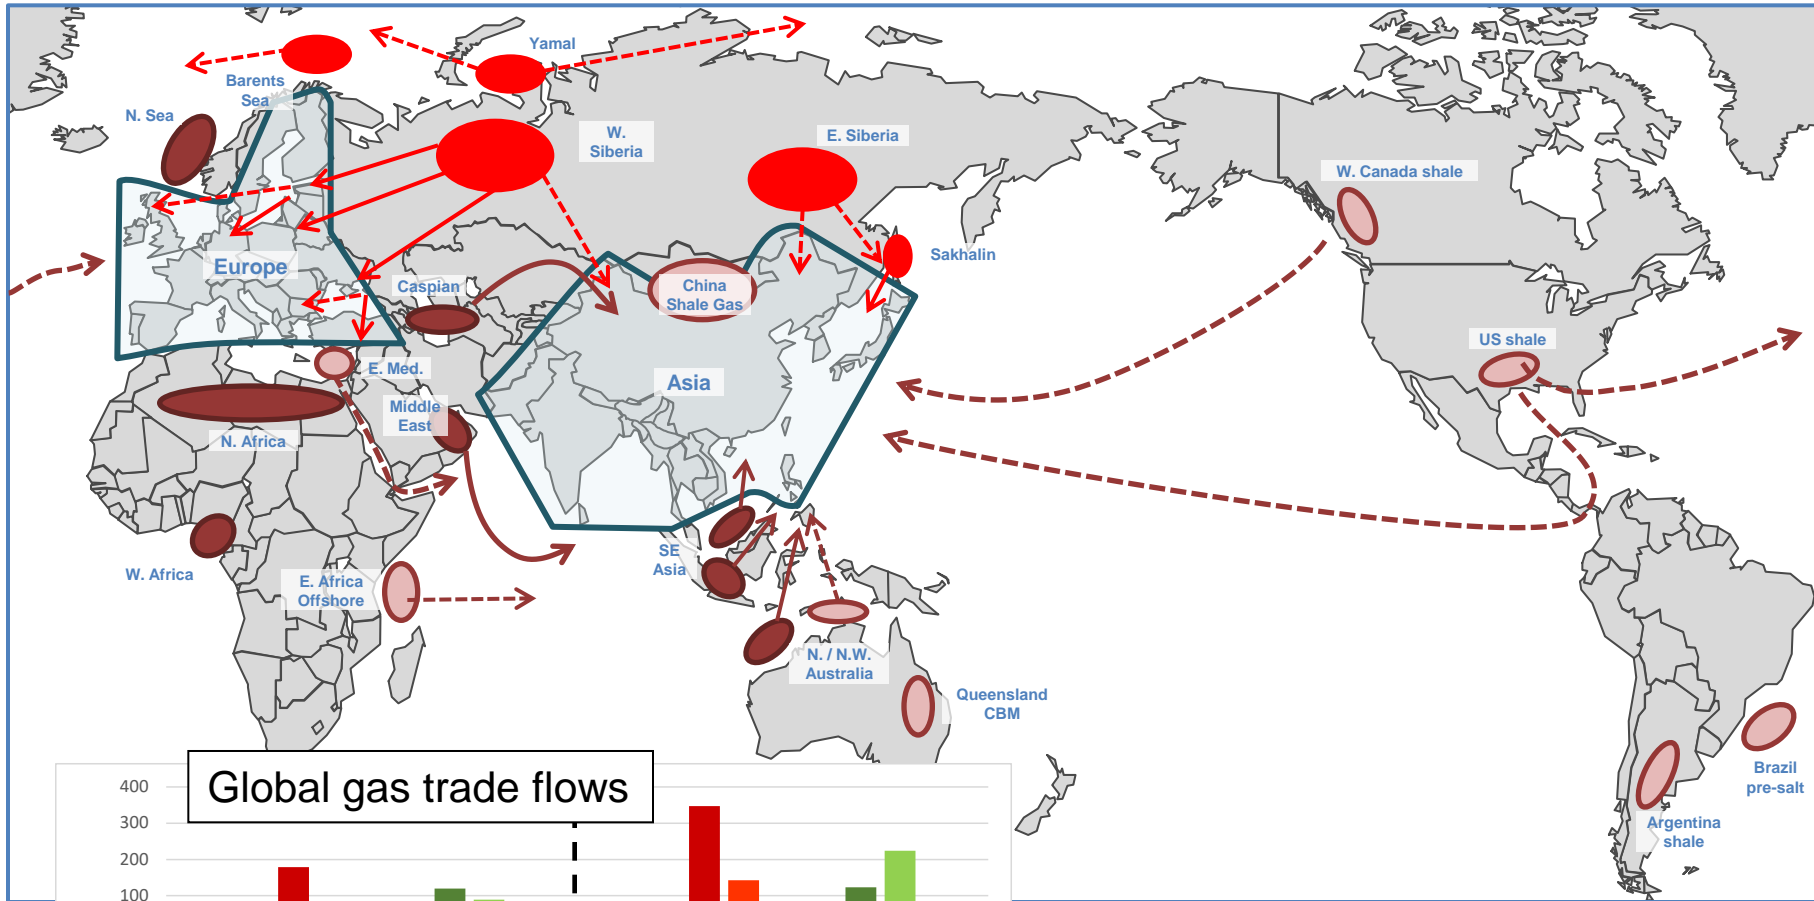 Yamal
Barents
Sea
N. Sea
W.
Siberia
E. Siberia
W. Canada shale
Sakhalin
Europe
Caspian
China
Shale Gas
US shale
E. Med.
Asia
Middle
East
N. Africa
SE
Asia
W. Africa
E. Africa
Offshore
N. / N.W.
Australia
Queensland
CBM
Brazil
pre-salt
Argentina
shale
Global gas trade flows
400
300
200
100